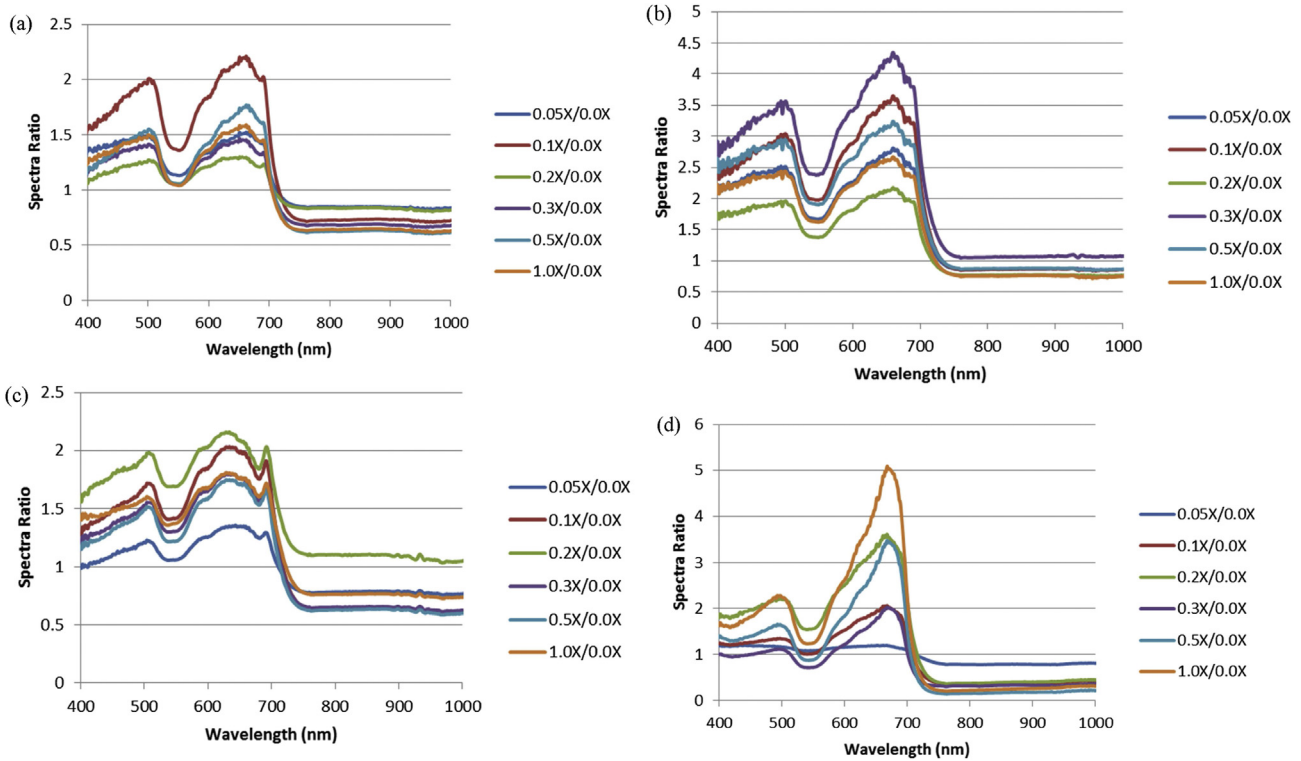 (a)
2.5
2
1.5
1
0.5
0
Spectra Ratio
400 500 600 700 800 900 1000
Wavelength (nm)
0.05X/0.0X
0.1X/0.0X
0.2X/0.0X
0.3X/0.0X
0.5X/0.0X
1.0X/0.0X
(b)
5
4.5
4
3.5
3
2.5
2
1.5
1
0.5
0
Spectra Ratio
400 500 600 700 800 900 1000
Wavelength (nm)
0.05X/0.0X
0.1X/0.0X
0.2X/0.0X
0.3X/0.0X
0.5X/0.0X
1.0X/0.0X
(c)
2.5
2
1.5
1
0.5
0
Spectra Ratio
400 500 600 700 800 900 1000
Wavelength (nm)
0.05X/0.0X
0.1X/0.0X
0.2X/0.0X
0.3X/0.0X
0.5X/0.0X
1.0X/0.0X
(d)
6
5
4
3
2
1
0
Spectra Ratio
400 500 600 700 800 900 1000
Wavelength (nm)
0.05X/0.0X
0.1X/0.0X
0.2X/0.0X
0.3X/0.0X
0.5X/0.0X
1.0X/0.0X